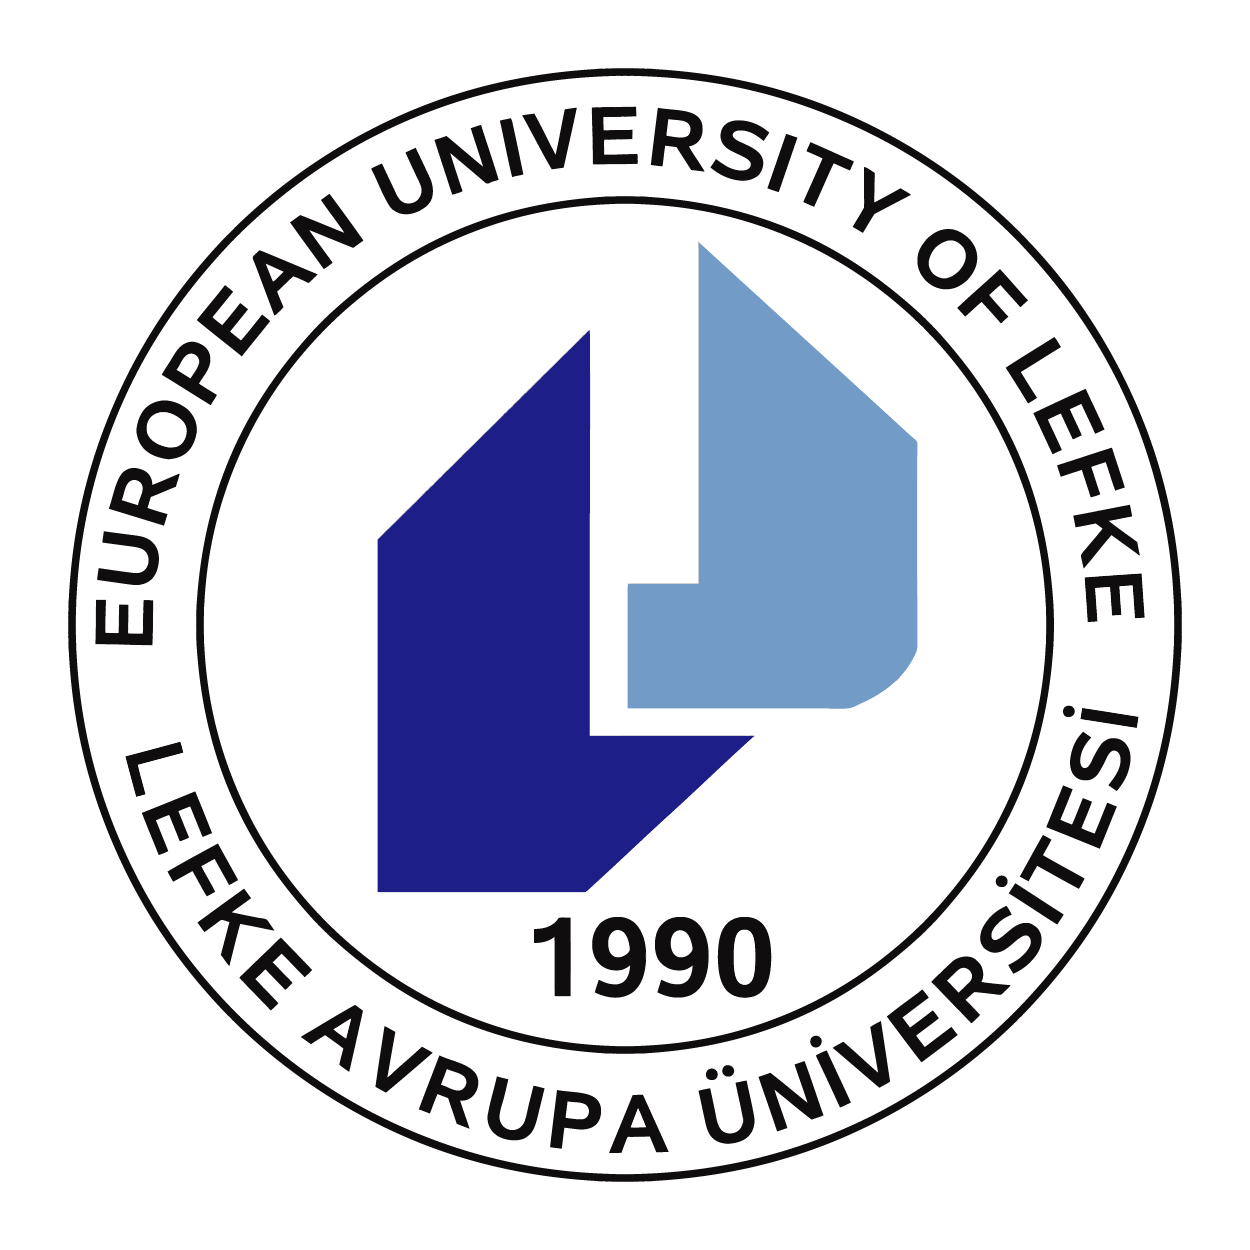 EUROPEAN UNIVERSITY OF LEFKE
1990
LEFKE AVRUPA ÜNİVERSİTESİ